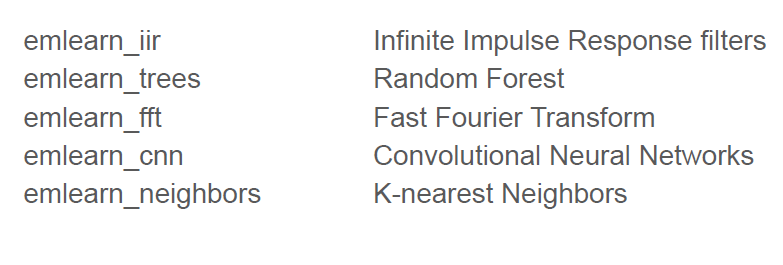 emlearn_iir Infinite Impulse Response filters
emlearn_trees Random Forest
emlearn_fft Fast Fourier Transform
emlearn_cnn Convolutional Neural Networks
emlearn_neighbors K-nearest Neighbors